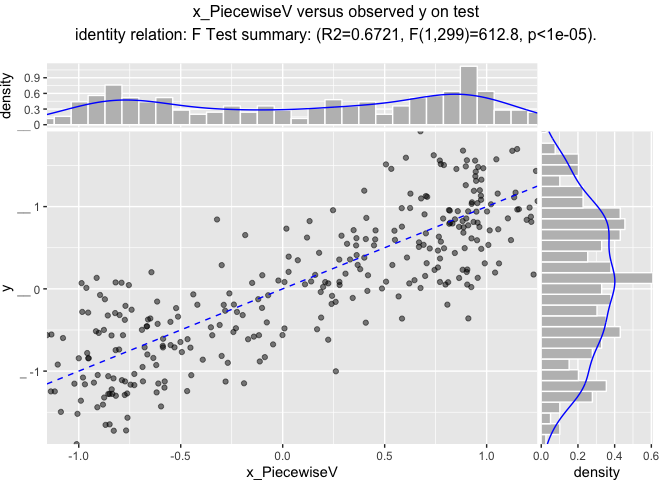 x_PiecewiseV versus observed y on test
identity relation: F Test summary: (R2=0.6721, F(1,299)=612.8, p<1e-05).
density
0.9
0.6
0.3
0
y
1
0
-1
-1.0 -0.5 0.0 0.5 1.0
x_PiecewiseV
0.0 0.2 0.4 0.6
density